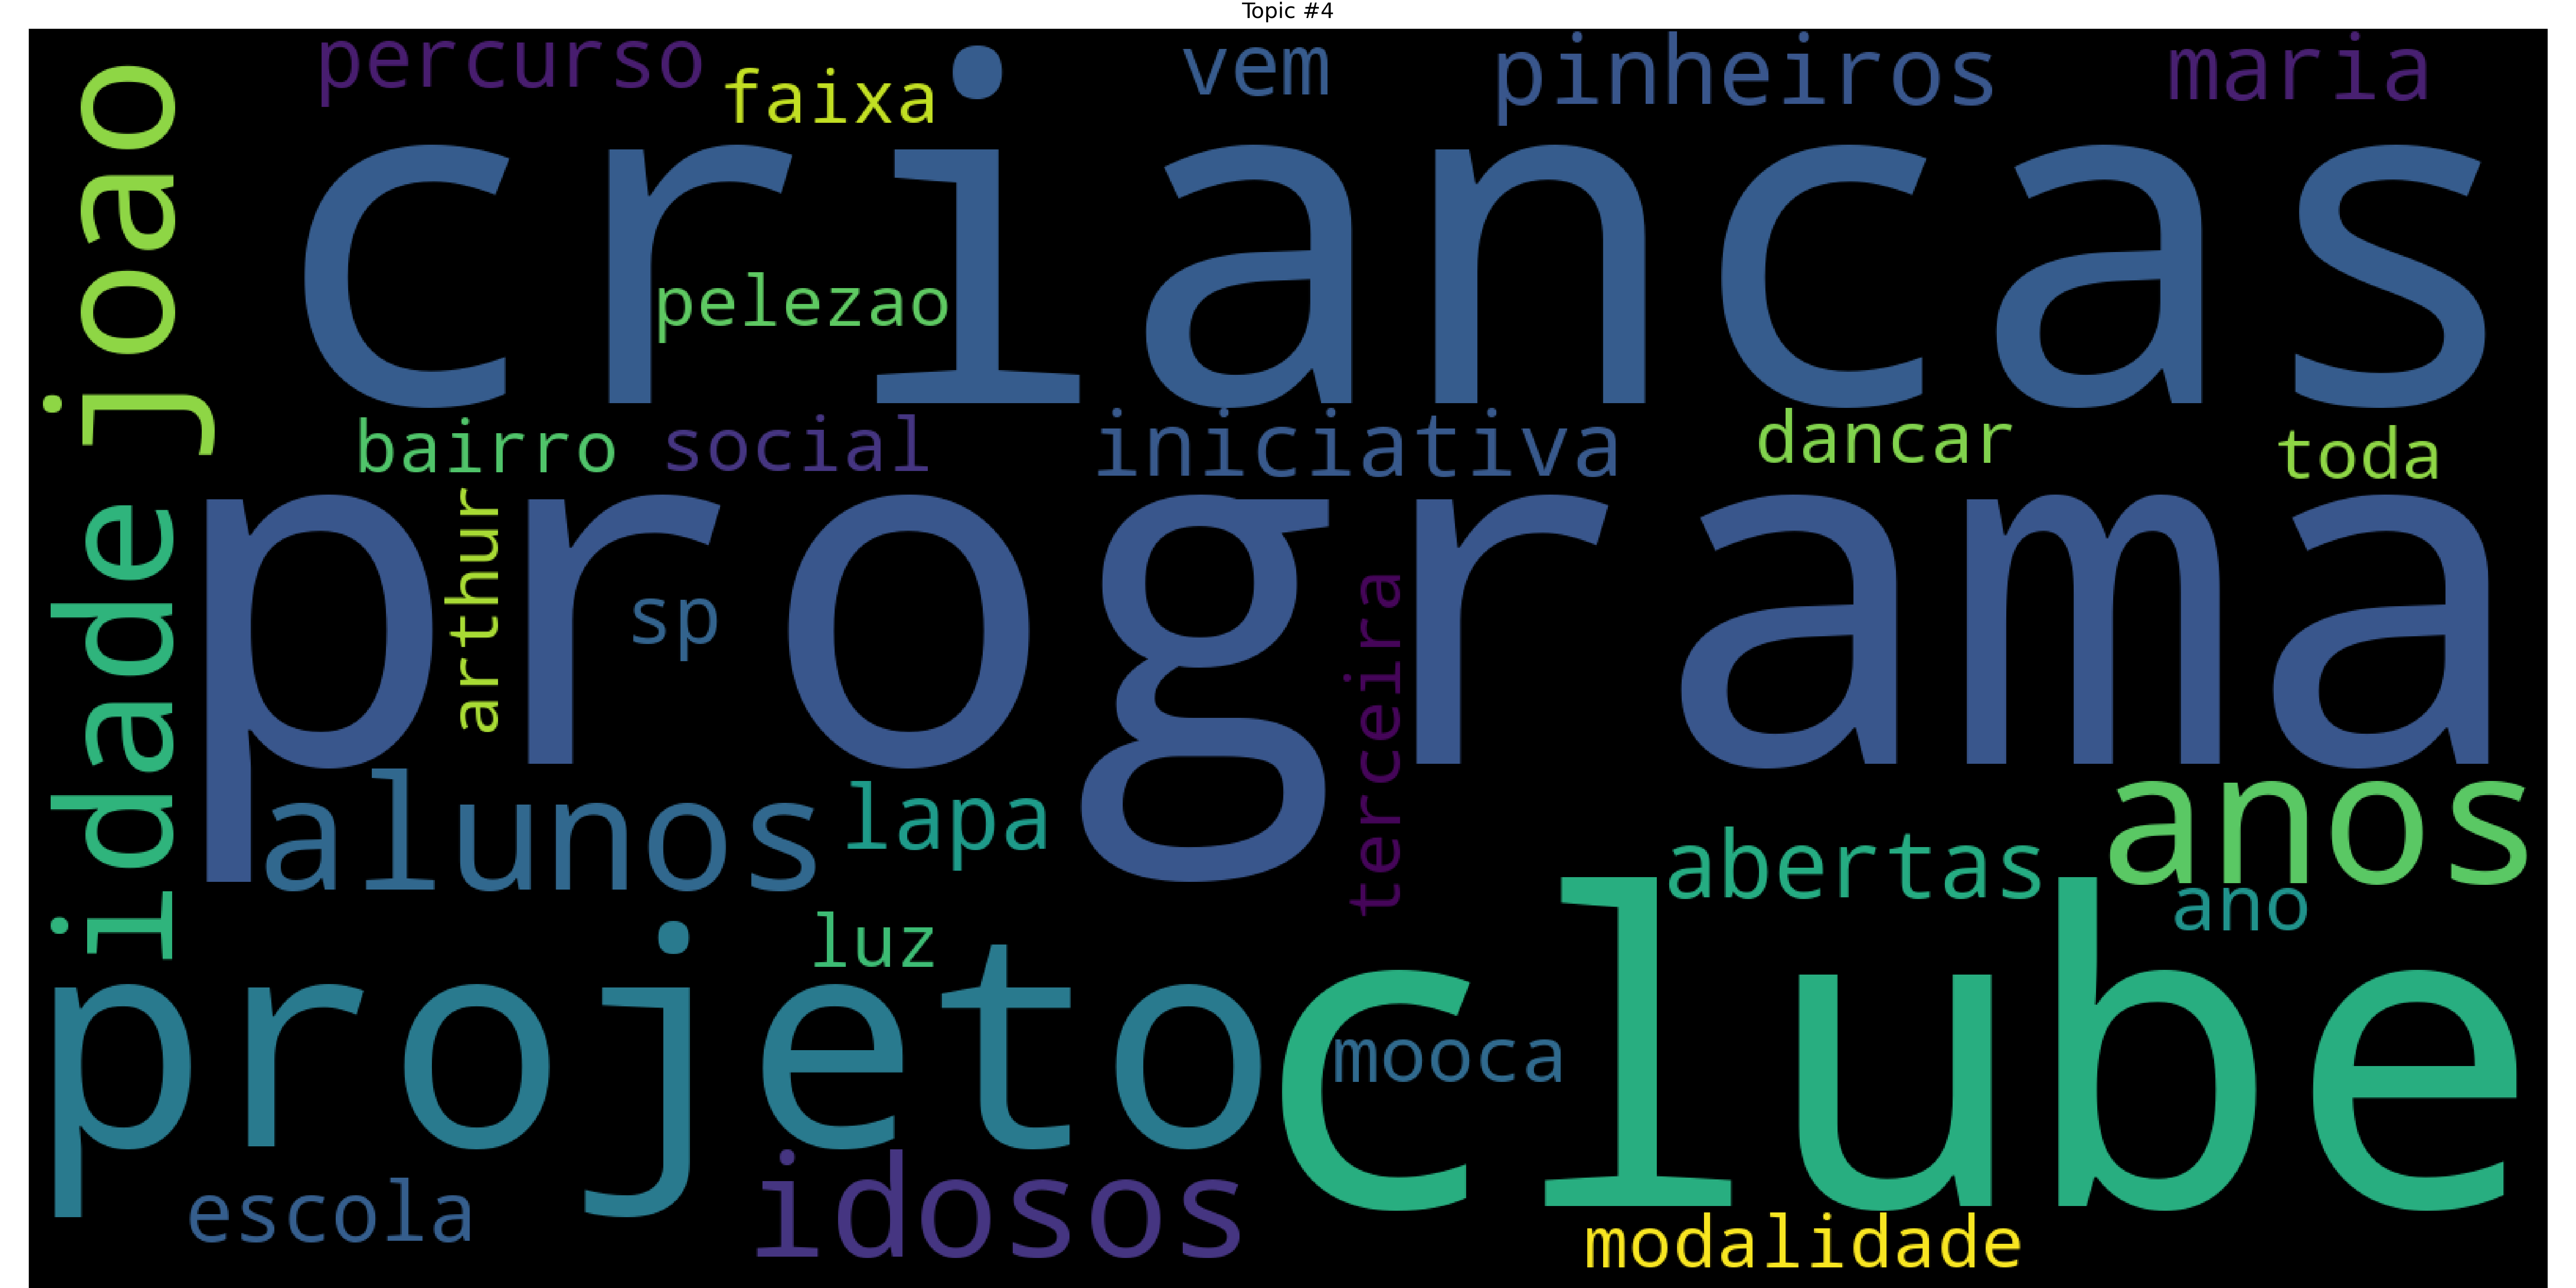 Topic #4
percurso
faixa
vem
pinheiros
maria
joao
criancas
pelezao
bairro
social
iniciativa
dancar
toda
idade
programa
arthur
sp
terceira
alunos
lapa
abertas
anos
ano
luz
projeto
clube
mooca
escola
idosos
modalidade